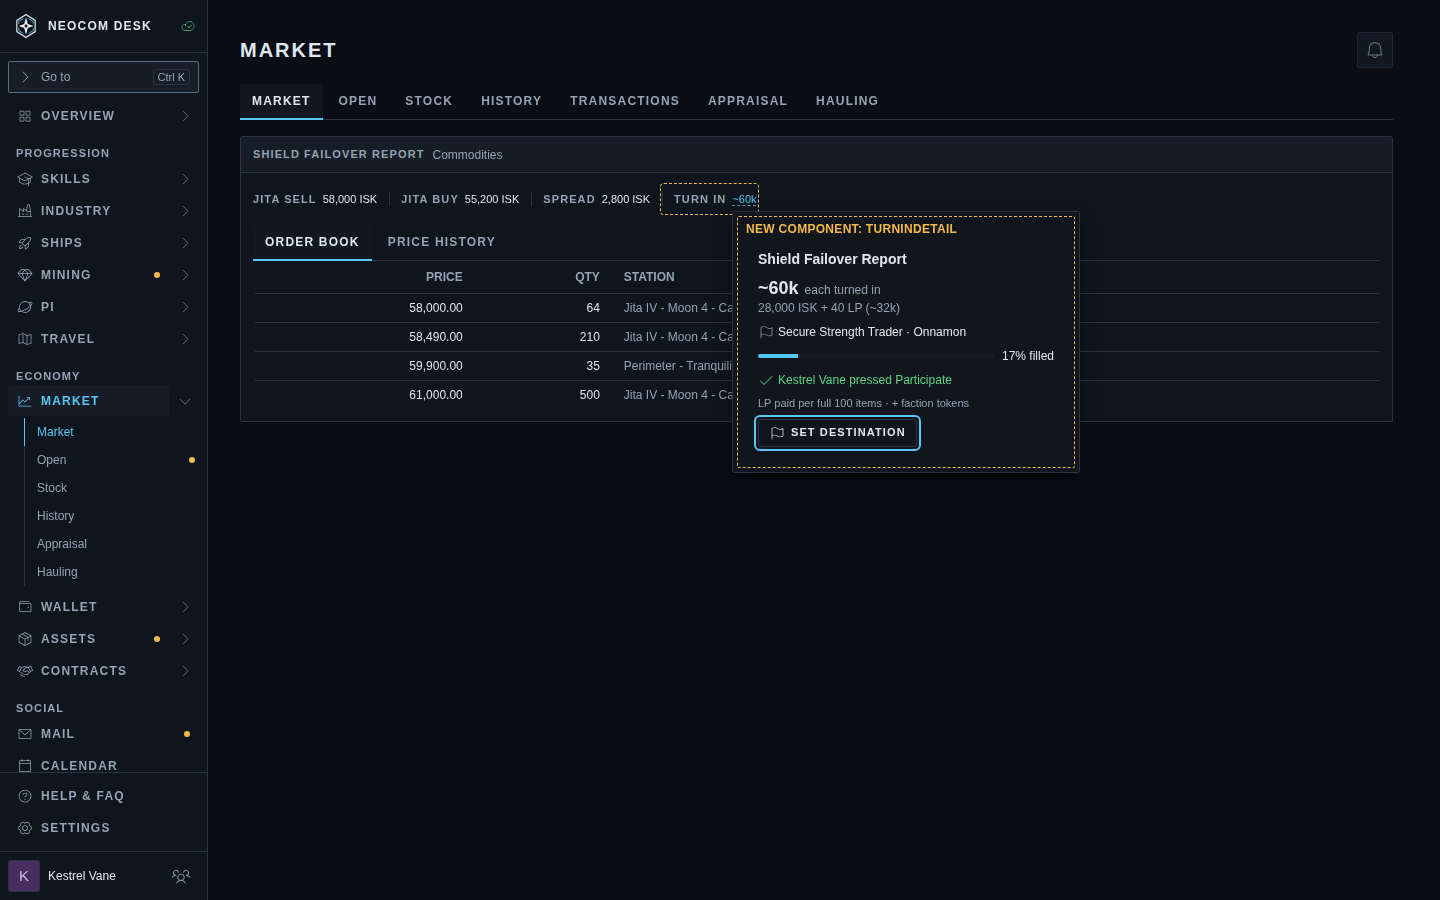 NEOCOM DESK
Go to Ctrl K
OVERVIEW
PROGRESSION
SKILLS
INDUSTRY
SHIPS
MINING
PI
TRAVEL
ECONOMY
MARKET
Market
Open
Stock
History
Appraisal
Hauling
WALLET
ASSETS
CONTRACTS
SOCIAL
MAIL
CALENDAR
HELP & FAQ
SETTINGS
K Kestrel Vane
MARKET
MARKET OPEN STOCK HISTORY TRANSACTIONS APPRAISAL HAULING
SHIELD FAILOVER REPORT Commodities
JITA SELL 58,000 ISK JITA BUY 55,200 ISK SPREAD 2,800 ISK TURN IN ~60k
ORDER BOOK PRICE HISTORY
PRICE QTY STATION
58,000.00 64 Jita IV - Moon 4 - Ca
58,490.00 210 Jita IV - Moon 4 - Ca
59,900.00 35 Perimeter - Tranquili
61,000.00 500 Jita IV - Moon 4 - Ca
NEW COMPONENT: TURNINDETAIL
Shield Failover Report
~60k each turned in
28,000 ISK + 40 LP (~32k)
Secure Strength Trader · Onnamon
17% filled
Kestrel Vane pressed Participate
LP paid per full 100 items · + faction tokens
SET DESTINATION